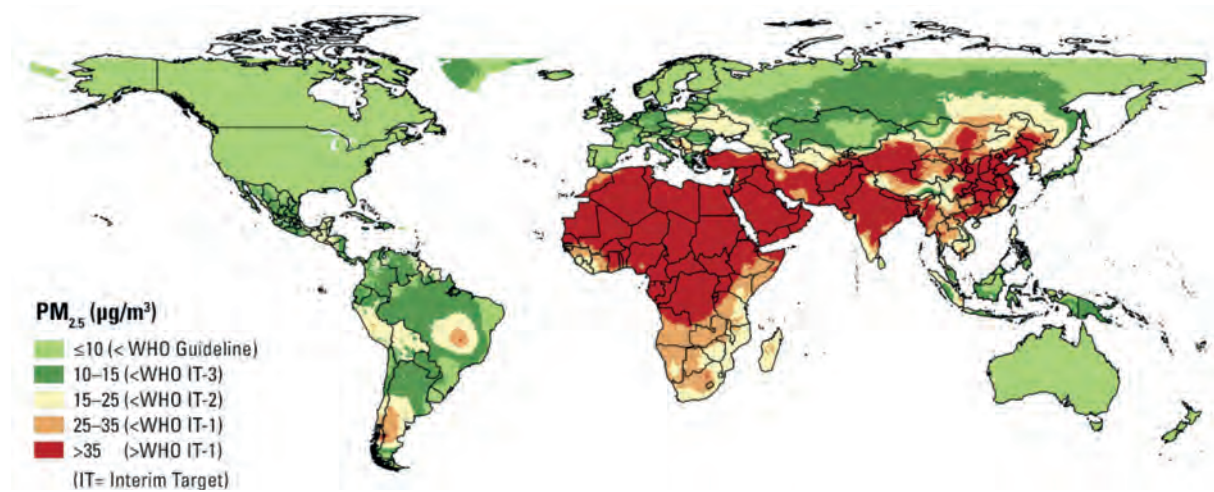 PM2.5 (µg/m³)
≤10 (< WHO Guideline)
10–15 (<WHO IT-3)
15–25 (<WHO IT-2)
25–35 (<WHO IT-1)
>35 (>WHO IT-1)
(IT= Interim Target)